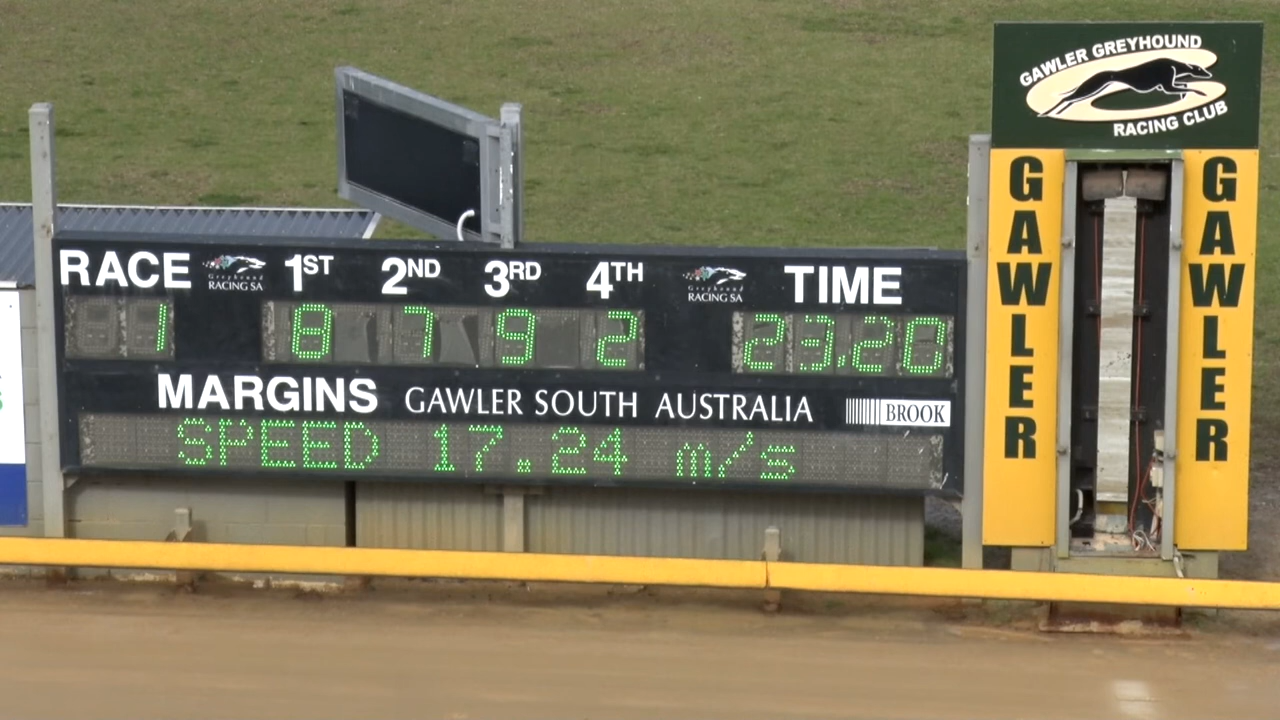 GAWLER GREYHOUND
RACING CLUB
GAWLER
GAWLER
RACE 1ST 2ND 3RD 4TH TIME
Greyhound
RACING SA
Greyhound
RACING SA
1 8 7 9 2 23.20
MARGINS GAWLER SOUTH AUSTRALIA BROOK
SPEED 17.24 m/s